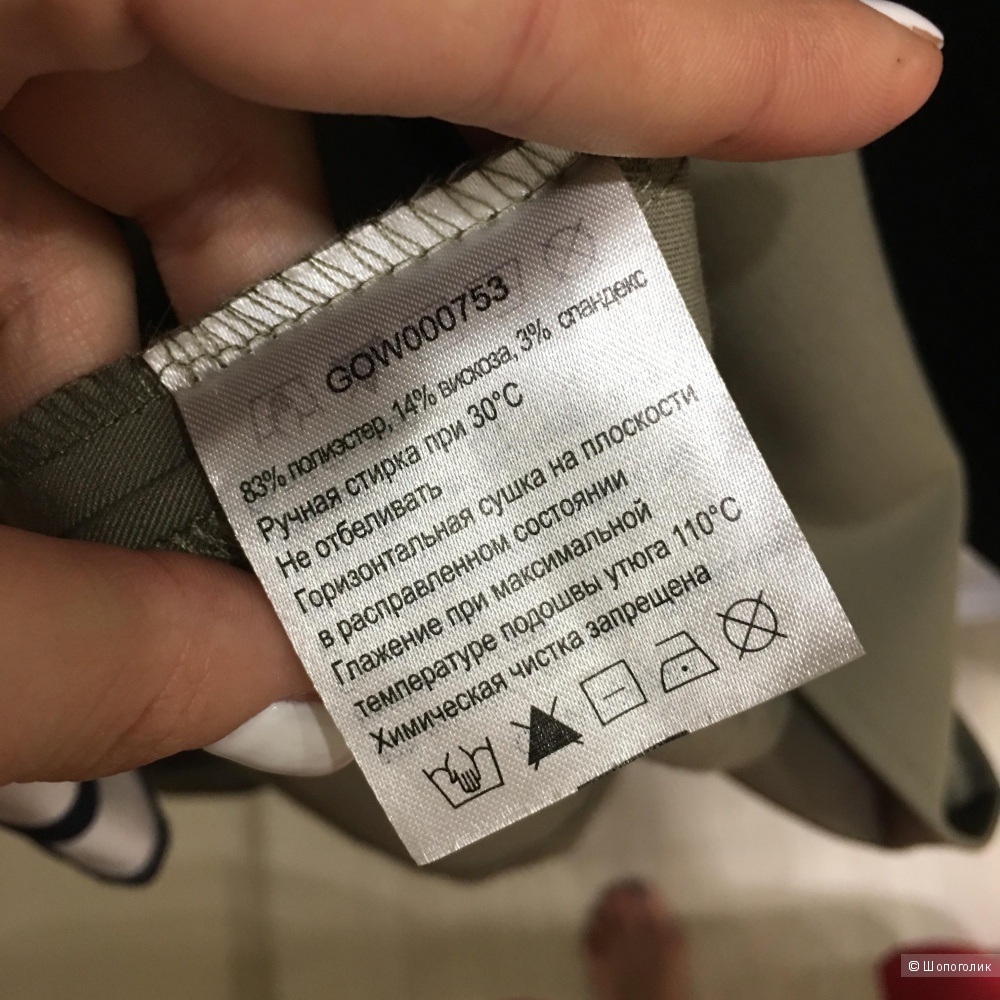 GOW000753
83% полиэстер, 14% вискоза, 3% спандекс
Ручная стирка при 30°C
Не отбеливать
Горизонтальная сушка на плоскости
в расправленном состоянии
Глажение при максимальной
температуре подошвы утюга 110°C
Химическая чистка запрещена
© Шопоголик